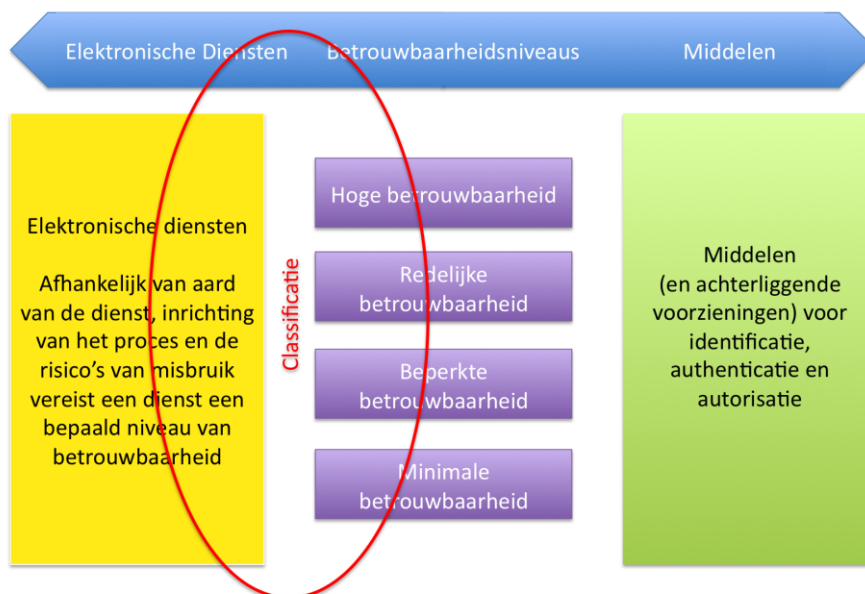 Elektronische Diensten
Betrouwbaarheidsniveaus
Middelen
Elektronische diensten
Afhankelijk van aard
van de dienst, inrichting
van het proces en de
risico's van misbruik
vereist een dienst een
bepaald niveau van
betrouwbaarheid
Classificatie
Hoge betrouwbaarheid
Redelijke
betrouwbaarheid
Beperkte
betrouwbaarheid
Minimale
betrouwbaarheid
Middelen
(en achterliggende
voorzieningen) voor
identificatie,
authenticatie en
autorisatie